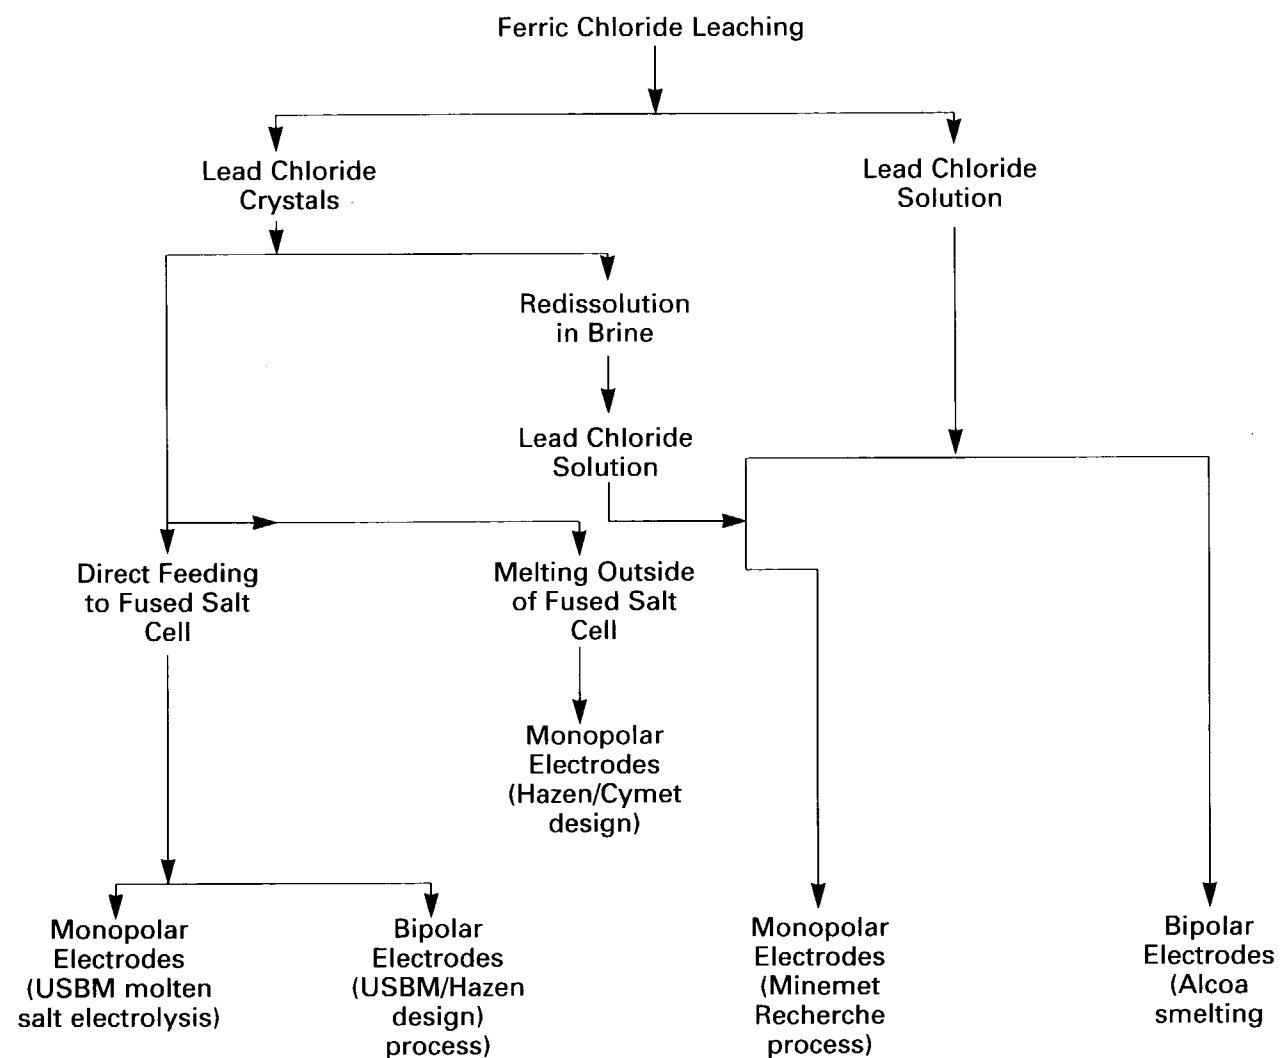 Ferric Chloride Leaching
Lead Chloride
Crystals
Lead Chloride
Solution
Redissolution
in Brine
Lead Chloride
Solution
Direct Feeding
to Fused Salt
Cell
Melting Outside
of Fused Salt
Cell
Monopolar
Electrodes
(Hazen/Cymet
design)
Monopolar
Electrodes
(USBM molten
salt electrolysis)
Bipolar
Electrodes
(USBM/Hazen
design)
process)
Monopolar
Electrodes
(Minemet
Recherche
process)
Bipolar
Electrodes
(Alcoa
smelting